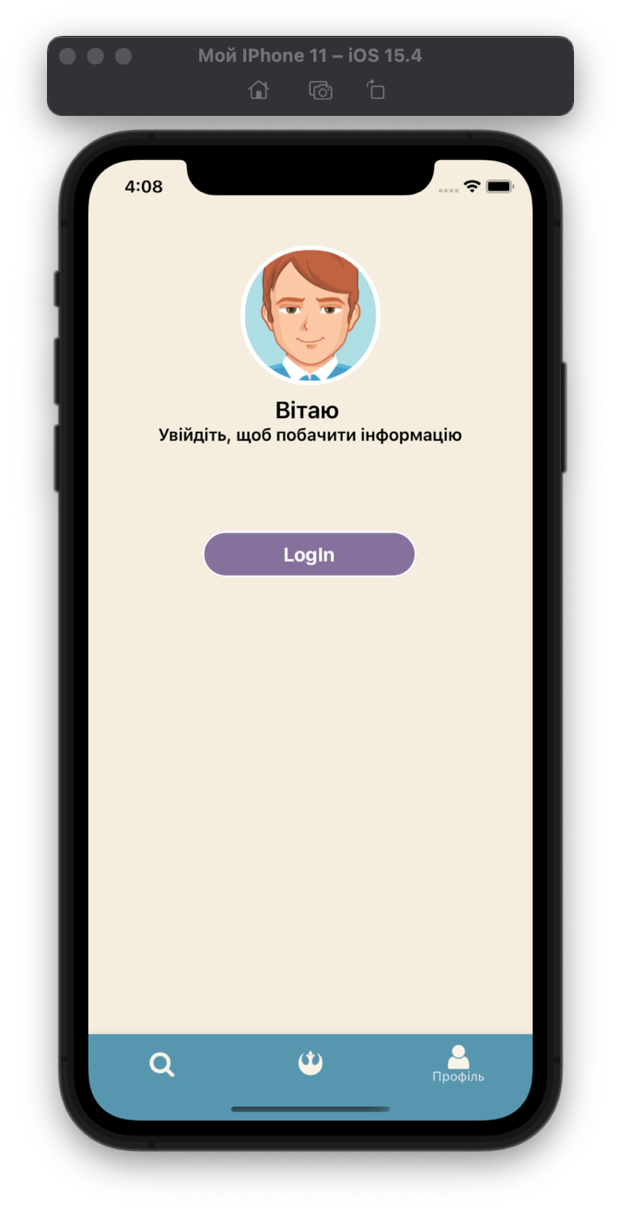 Мой IPhone 11 – iOS 15.4
4:08
Вітаю
Увійдіть, щоб побачити інформацію
LogIn
Профіль